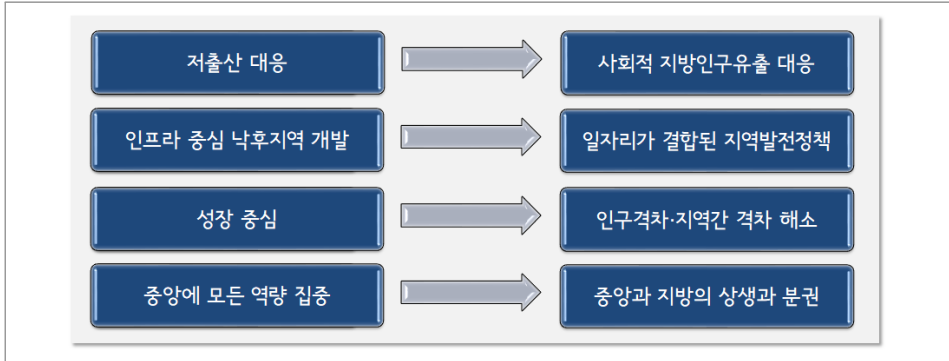 저출산 대응
사회적 지방인구유출 대응
인프라 중심 낙후지역 개발
일자리가 결합된 지역발전정책
성장 중심
인구격차·지역간 격차 해소
중앙에 모든 역량 집중
중앙과 지방의 상생과 분권